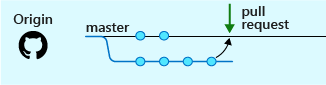 Origin
master
pull
request